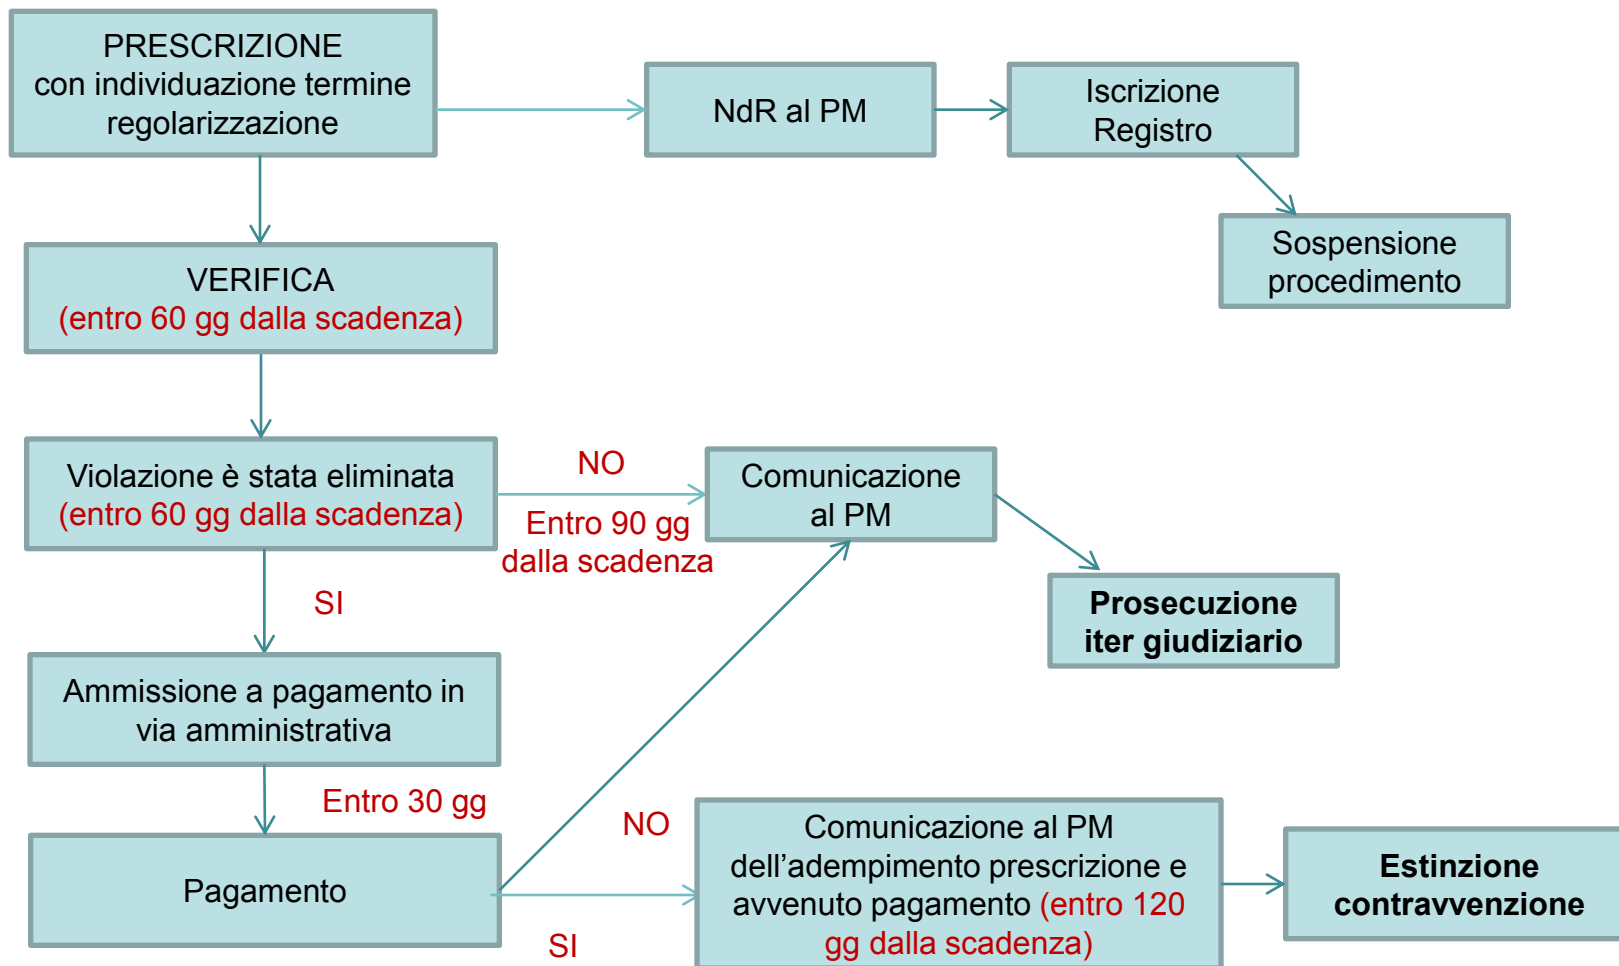 PRESCRIZIONE
con individuazione termine
regolarizzazione
NdR al PM
Iscrizione
Registro
Sospensione
procedimento
VERIFICA
(entro 60 gg dalla scadenza)
Violazione è stata eliminata
(entro 60 gg dalla scadenza)
NO
Entro 90 gg
dalla scadenza
Comunicazione
al PM
Prosecuzione
iter giudiziario
SI
Ammissione a pagamento in
via amministrativa
Entro 30 gg
Pagamento
NO
SI
Comunicazione al PM
dell’adempimento prescrizione e
avvenuto pagamento (entro 120
gg dalla scadenza)
Estinzione
contravvenzione